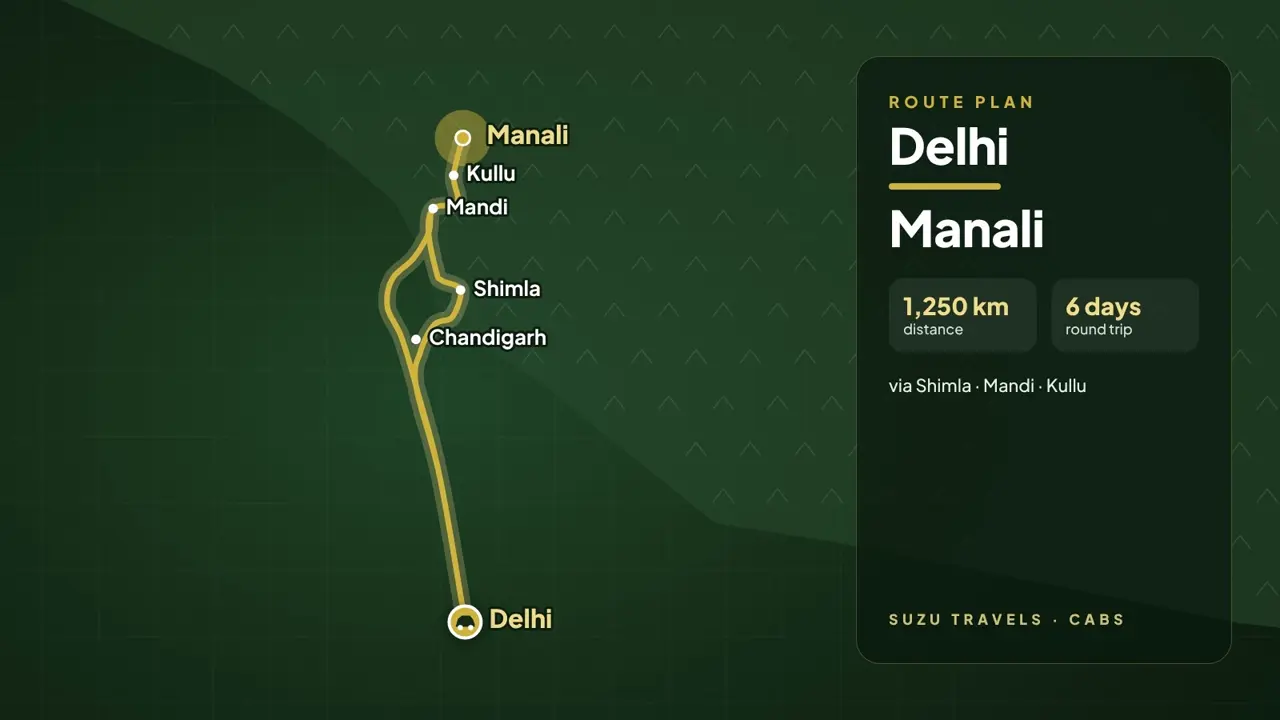 Manali
Kullu
Mandi
Shimla
Chandigarh
Delhi
ROUTE PLAN
Delhi
Manali
1,250 km
distance
6 days
round trip
via Shimla · Mandi · Kullu
SUZU TRAVELS · CABS